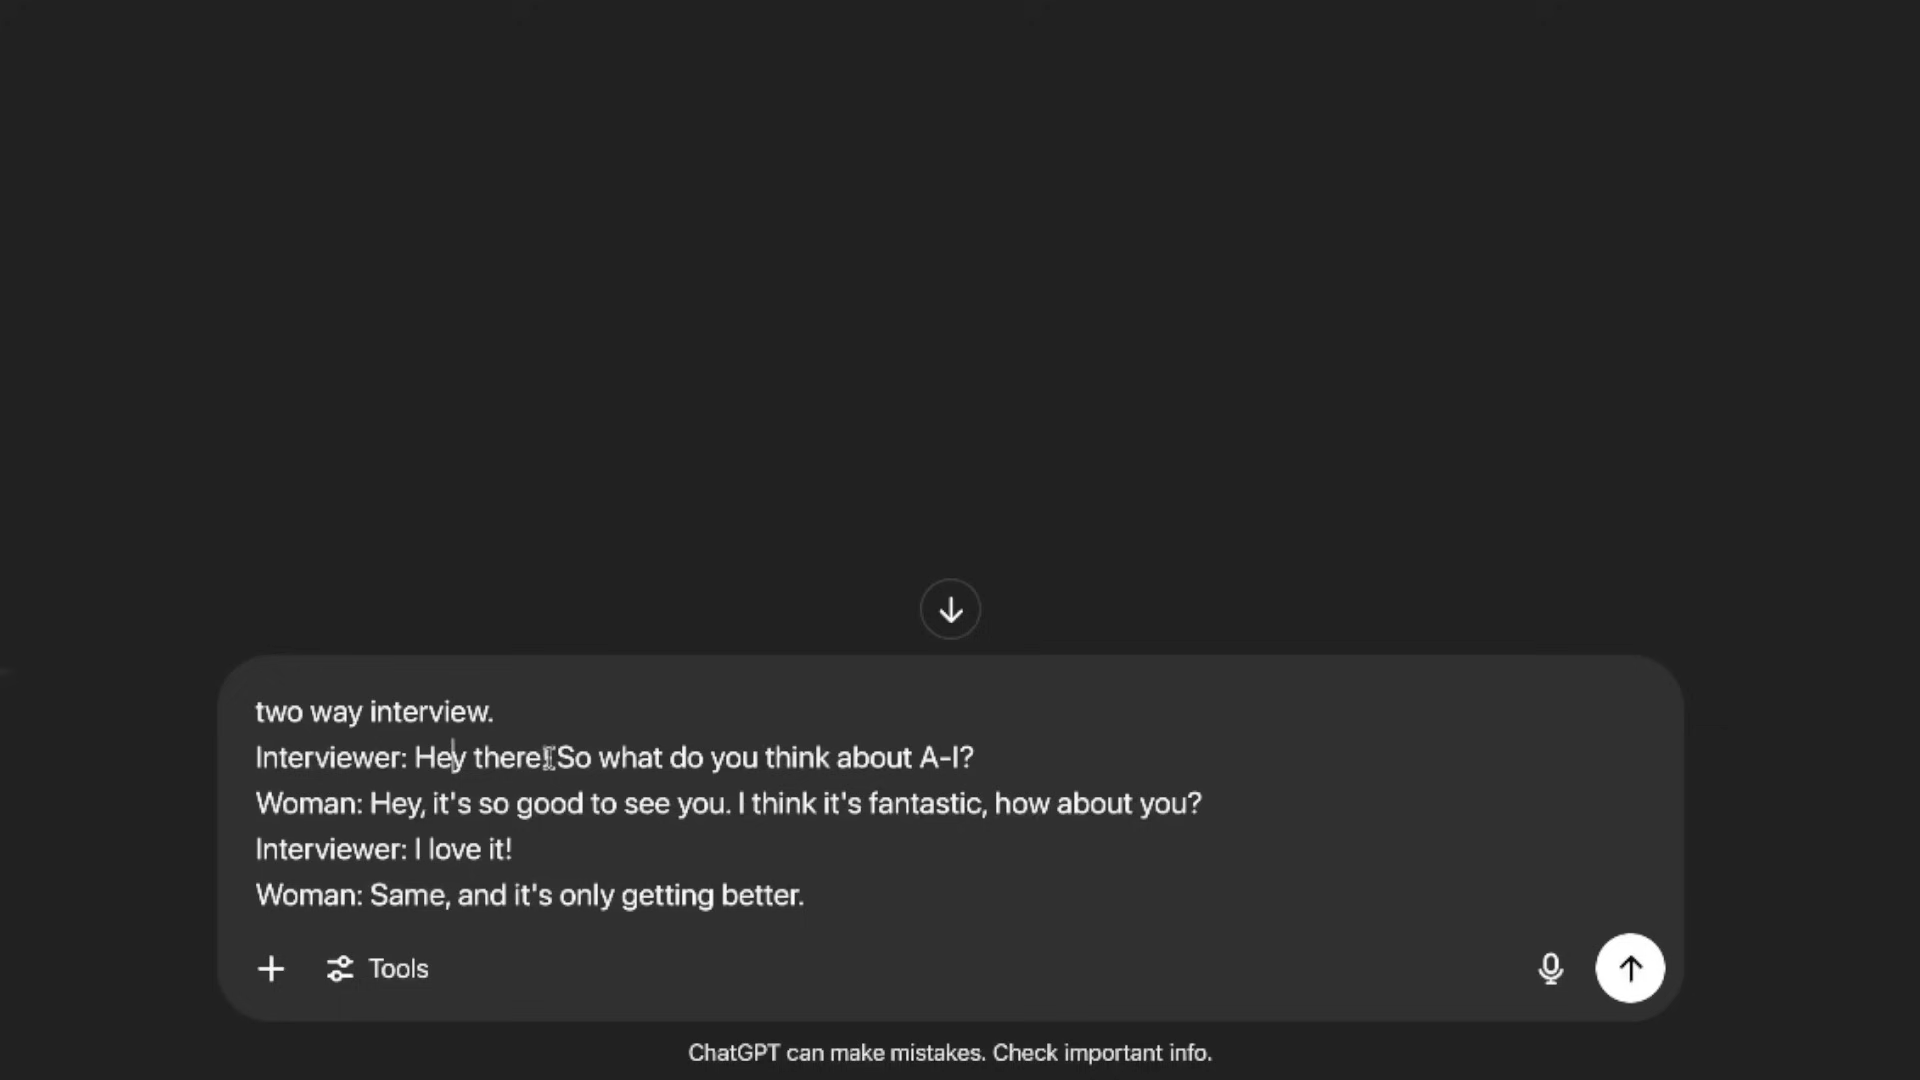 two way interview.
Interviewer: Hey there! So what do you think about A-I?
Woman: Hey, it's so good to see you. I think it's fantastic, how about you?
Interviewer: I love it!
Woman: Same, and it's only getting better.
Tools
ChatGPT can make mistakes. Check important info.